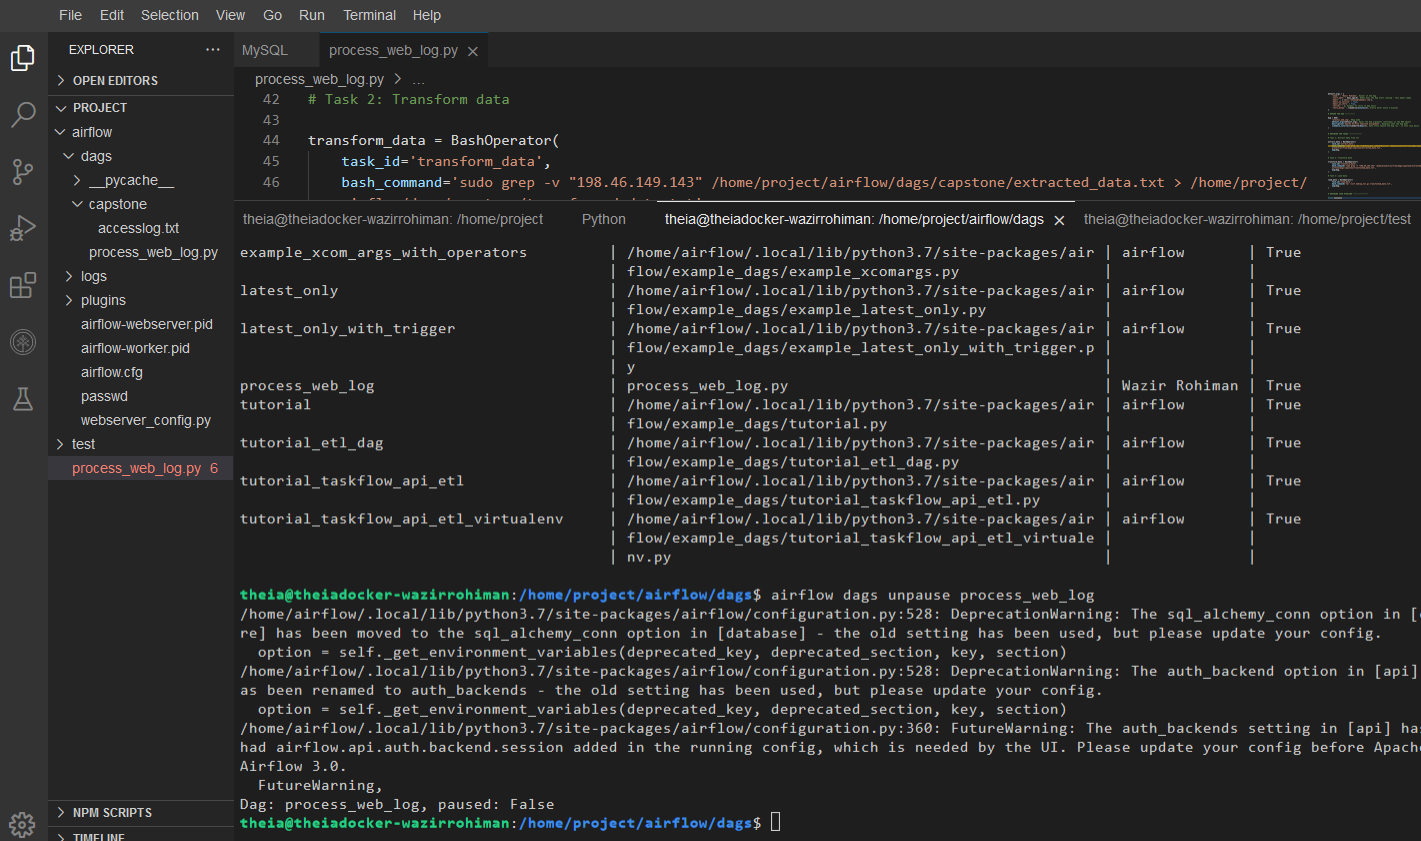 File Edit Selection View Go Run Terminal Help
EXPLORER ...
OPEN EDITORS
PROJECT
airflow
dags
__pycache__
capstone
accesslog.txt
process_web_log.py
logs
plugins
airflow-webserver.pid
airflow-worker.pid
airflow.cfg
passwd
webserver_config.py
test
process_web_log.py 6
NPM SCRIPTS
TIMELINE
MySQL process_web_log.py
process_web_log.py > ...
42 # Task 2: Transform data
43
44 transform_data = BashOperator(
45 task_id='transform_data',
46 bash_command='sudo grep -v "198.46.149.143" /home/project/airflow/dags/capstone/extracted_data.txt > /home/project/
theia@theiadocker-wazirrohiman: /home/project Python theia@theiadocker-wazirrohiman: /home/project/airflow/dags theia@theiadocker-wazirrohiman: /home/project/test
example_xcom_args_with_operators | /home/airflow/.local/lib/python3.7/site-packages/air | airflow | True
| flow/example_dags/example_xcomargs.py | |
latest_only | /home/airflow/.local/lib/python3.7/site-packages/air | airflow | True
| flow/example_dags/example_latest_only.py | |
latest_only_with_trigger | /home/airflow/.local/lib/python3.7/site-packages/air | airflow | True
| flow/example_dags/example_latest_only_with_trigger.p | |
| y | |
process_web_log | process_web_log.py | Wazir Rohiman | True
tutorial | /home/airflow/.local/lib/python3.7/site-packages/air | airflow | True
| flow/example_dags/tutorial.py | |
tutorial_etl_dag | /home/airflow/.local/lib/python3.7/site-packages/air | airflow | True
| flow/example_dags/tutorial_etl_dag.py | |
tutorial_taskflow_api_etl | /home/airflow/.local/lib/python3.7/site-packages/air | airflow | True
| flow/example_dags/tutorial_taskflow_api_etl.py | |
tutorial_taskflow_api_etl_virtualenv | /home/airflow/.local/lib/python3.7/site-packages/air | airflow | True
| flow/example_dags/tutorial_taskflow_api_etl_virtuale | |
| nv.py | |
theia@theiadocker-wazirrohiman:/home/project/airflow/dags$ airflow dags unpause process_web_log
/home/airflow/.local/lib/python3.7/site-packages/airflow/configuration.py:528: DeprecationWarning: The sql_alchemy_conn option in [
re] has been moved to the sql_alchemy_conn option in [database] - the old setting has been used, but please update your config.
option = self._get_environment_variables(deprecated_key, deprecated_section, key, section)
/home/airflow/.local/lib/python3.7/site-packages/airflow/configuration.py:528: DeprecationWarning: The auth_backend option in [api]
as been renamed to auth_backends - the old setting has been used, but please update your config.
option = self._get_environment_variables(deprecated_key, deprecated_section, key, section)
/home/airflow/.local/lib/python3.7/site-packages/airflow/configuration.py:360: FutureWarning: The auth_backends setting in [api] has
had airflow.api.auth.backend.session added in the running config, which is needed by the UI. Please update your config before Apache
Airflow 3.0.
FutureWarning,
Dag: process_web_log, paused: False
theia@theiadocker-wazirrohiman:/home/project/airflow/dags$